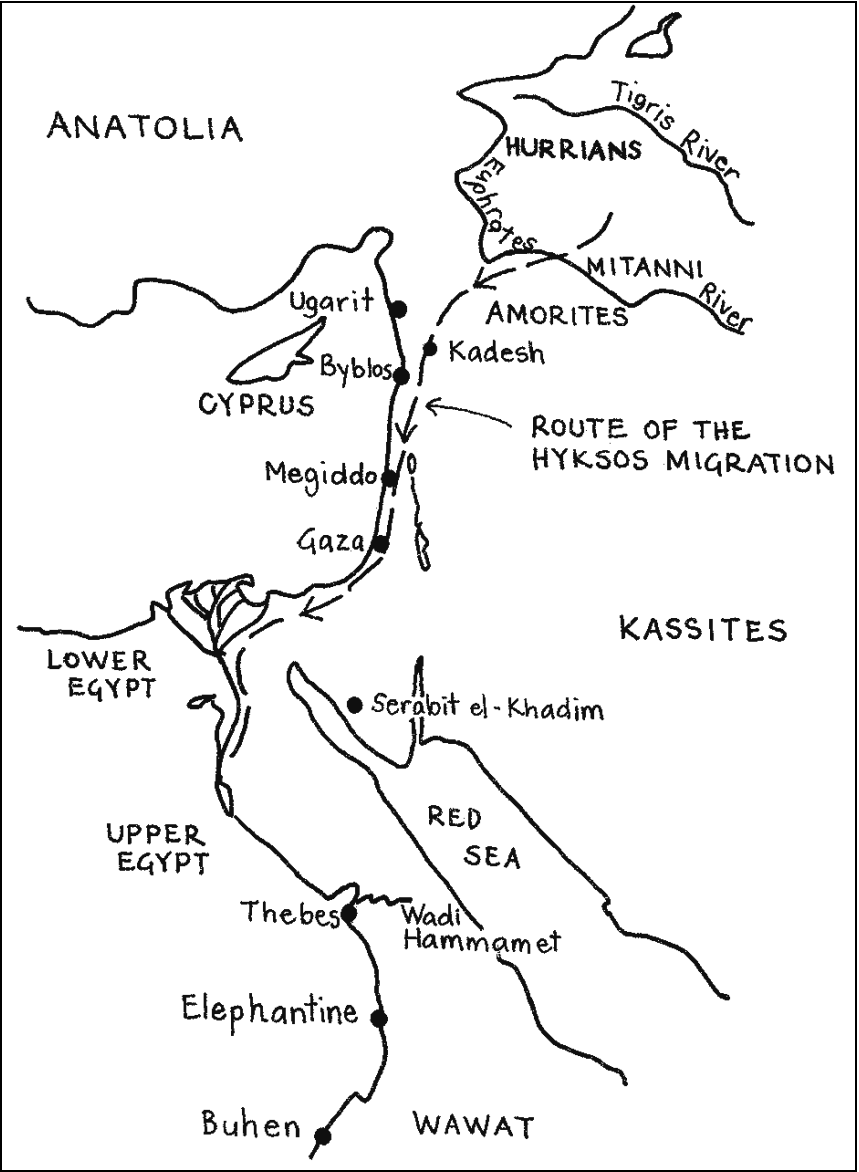 Tigris River
ANATOLIA
HURRIANS
Euphrates
River
MITANNI
Ugarit
AMORITES
Kadesh
Byblos
CYPRUS
ROUTE OF THE
HYKSOS MIGRATION
Megiddo
Gaza
KASSITES
LOWER
EGYPT
Serabit el-Khadim
RED
SEA
UPPER
EGYPT
Thebes
Wadi
Hammamet
Elephantine
Buhen
WAWAT